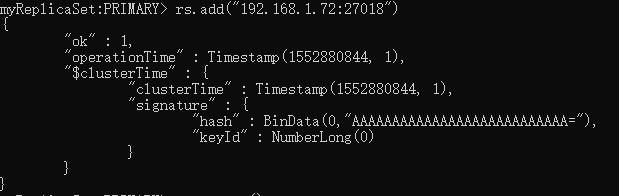 myReplicaSet:PRIMARY> rs.add("192.168.1.72:27018")
{
"ok" : 1,
"operationTime" : Timestamp(1552880844, 1),
"$clusterTime" : {
"clusterTime" : Timestamp(1552880844, 1),
"signature" : {
"hash" : BinData(0,"AAAAAAAAAAAAAAAAAAAAAAAAAAA="),
"keyId" : NumberLong(0)
}
}
}